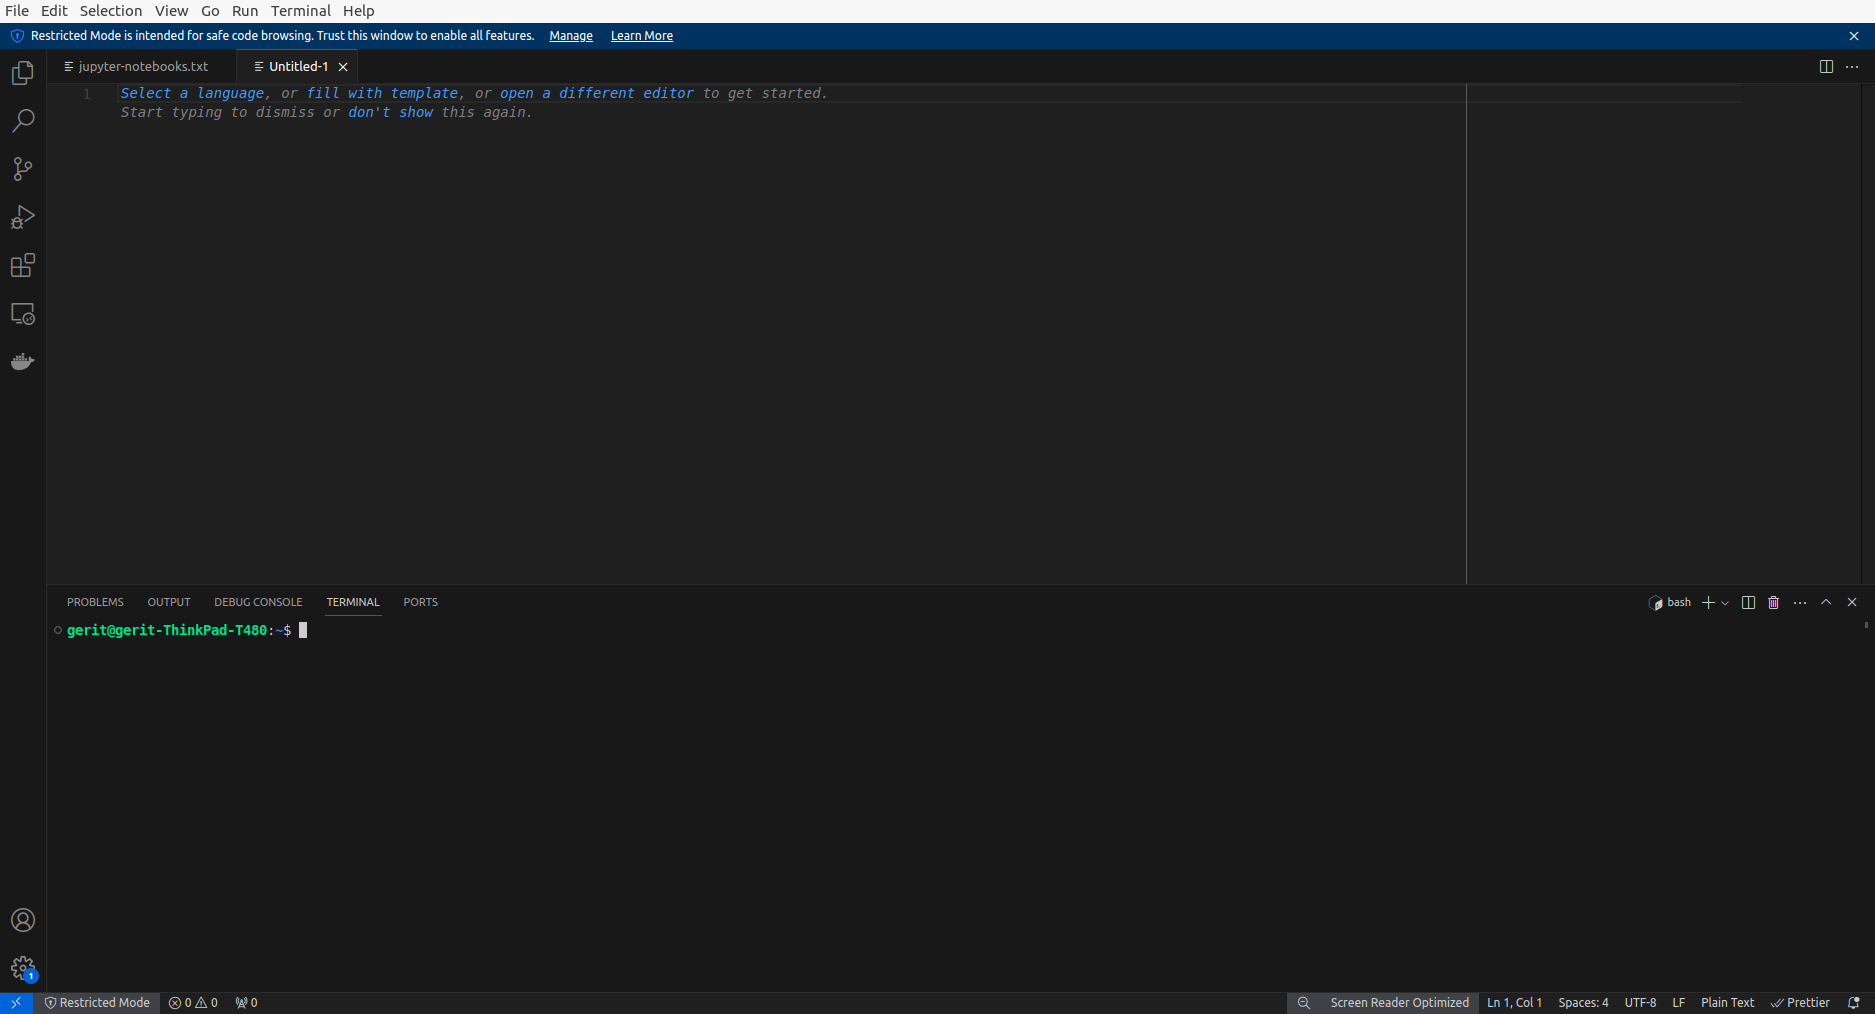 File Edit Selection View Go Run Terminal Help
Restricted Mode is intended for safe code browsing. Trust this window to enable all features. Manage Learn More
jupyter-notebooks.txt Untitled-1
1 Select a language, or fill with template, or open a different editor to get started.
Start typing to dismiss or don't show this again.
PROBLEMS OUTPUT DEBUG CONSOLE TERMINAL PORTS bash
gerit@gerit-ThinkPad-T480:~$
1
Restricted Mode 0 0 0 Screen Reader Optimized Ln 1, Col 1 Spaces: 4 UTF-8 LF Plain Text Prettier